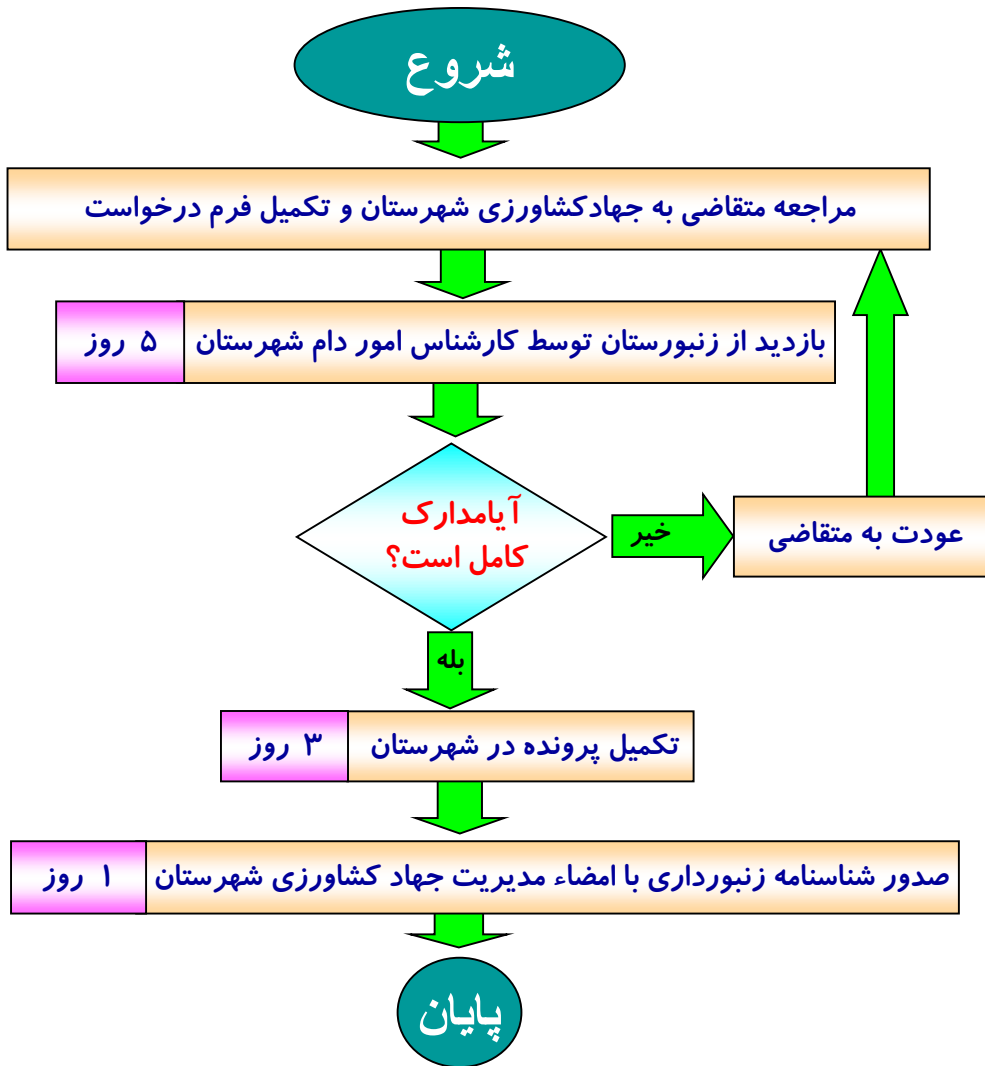 شروع
مراجعه متقاضی به جهادکشاورزی شهرستان و تکمیل فرم درخواست
بازدید از زنبورستان توسط کارشناس امور دام شهرستان
۵ روز
آیامدارک
کامل است؟
خیر
عودت به متقاضی
بله
تکمیل پرونده در شهرستان
۳ روز
صدور شناسنامه زنبورداری با امضاء مدیریت جهاد کشاورزی شهرستان
۱ روز
پایان